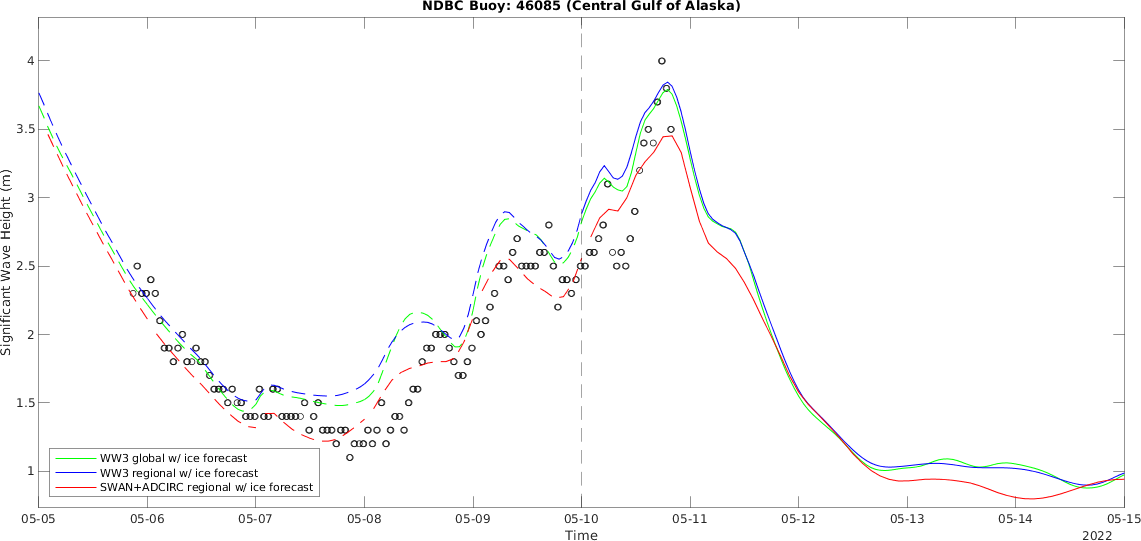 NDBC Buoy: 46085 (Central Gulf of Alaska)
Significant Wave Height (m)
4
3.5
3
2.5
2
1.5
1
WW3 global w/ ice forecast
WW3 regional w/ ice forecast
SWAN+ADCIRC regional w/ ice forecast
05-05 05-06 05-07 05-08 05-09 05-10 05-11 05-12 05-13 05-14 05-15
Time
2022